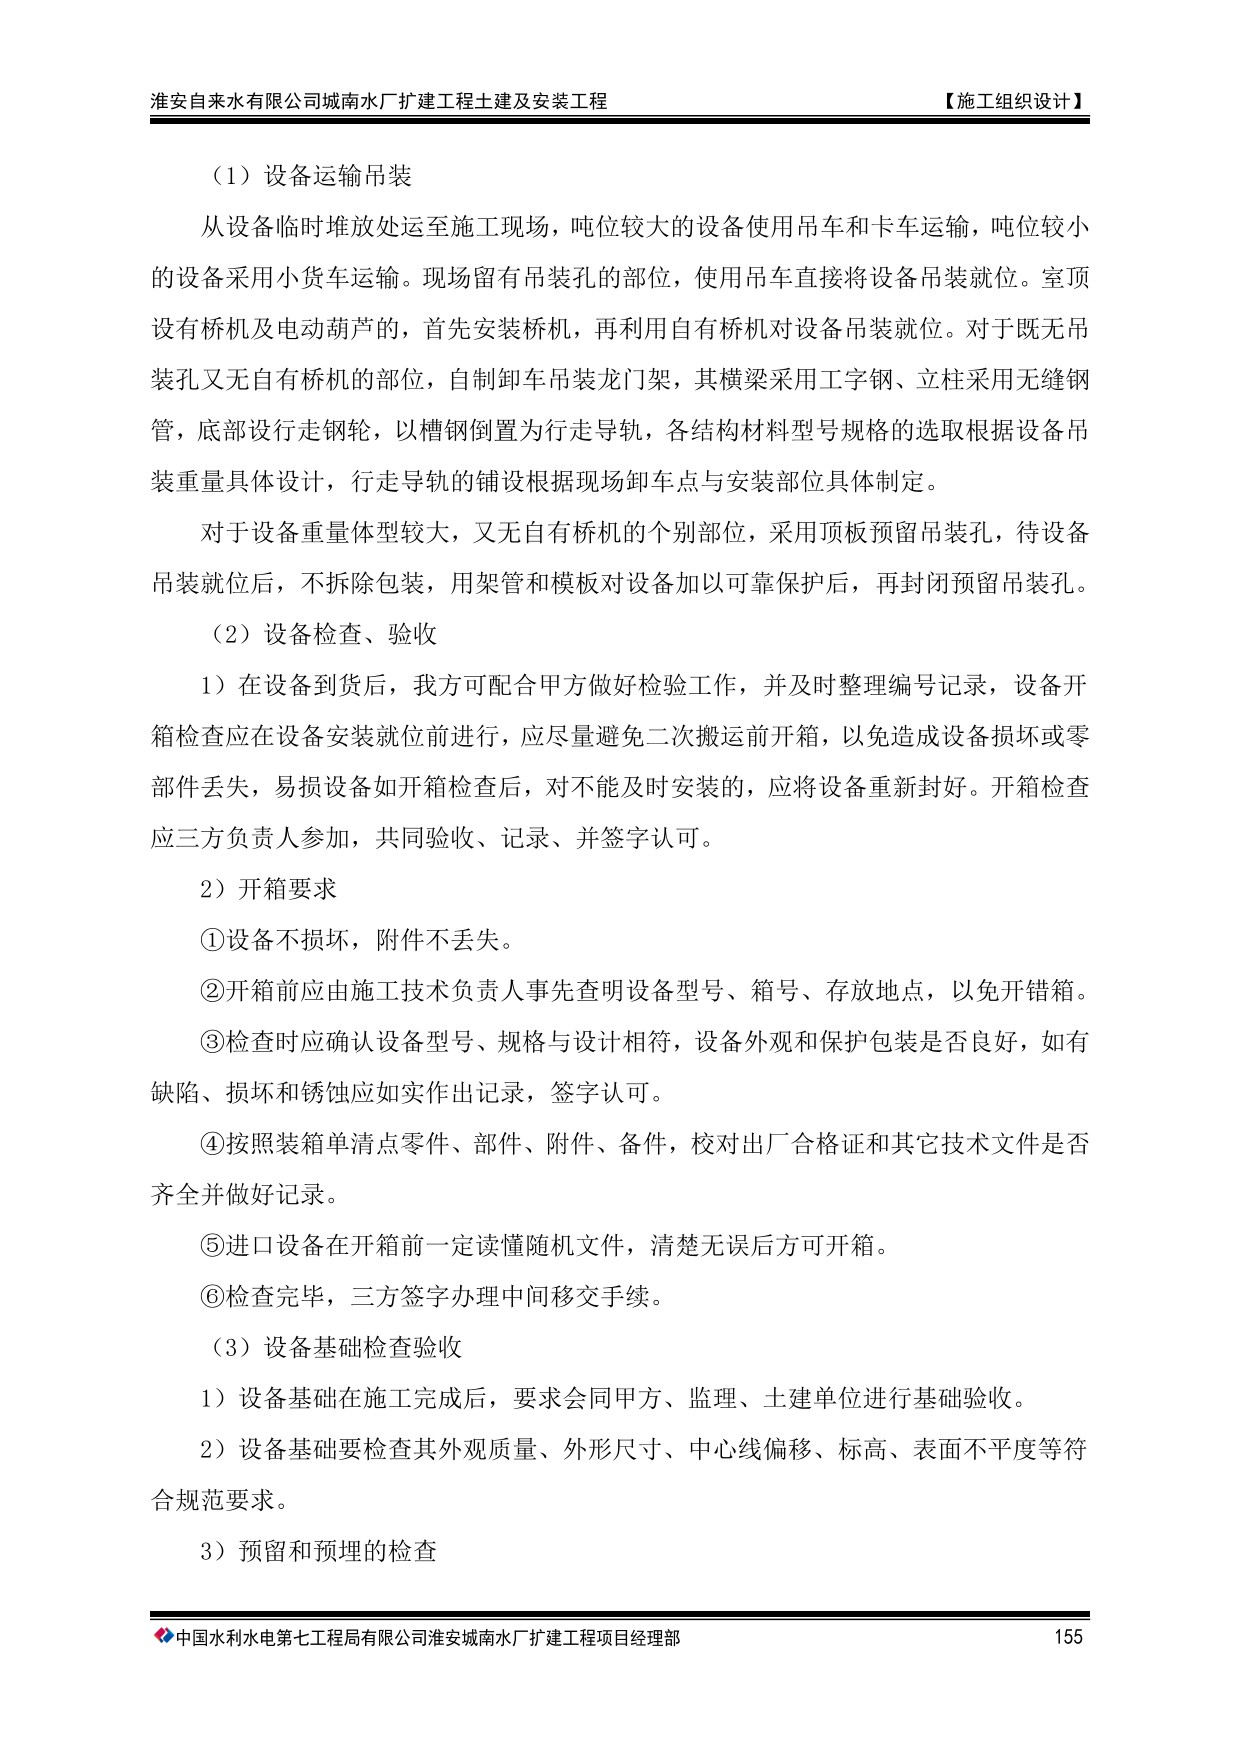 淮安自来水有限公司城南水厂扩建工程土建及安装工程 【施工组织设计】
（1）设备运输吊装
从设备临时堆放处运至施工现场，吨位较大的设备使用吊车和卡车运输，吨位较小
的设备采用小货车运输。现场留有吊装孔的部位，使用吊车直接将设备吊装就位。室顶
设有桥机及电动葫芦的，首先安装桥机，再利用自有桥机对设备吊装就位。对于既无吊
装孔又无自有桥机的部位，自制卸车吊装龙门架，其横梁采用工字钢、立柱采用无缝钢
管，底部设行走钢轮，以槽钢倒置为行走导轨，各结构材料型号规格的选取根据设备吊
装重量具体设计，行走导轨的铺设根据现场卸车点与安装部位具体制定。
对于设备重量体型较大，又无自有桥机的个别部位，采用顶板预留吊装孔，待设备
吊装就位后，不拆除包装，用架管和模板对设备加以可靠保护后，再封闭预留吊装孔。
（2）设备检查、验收
1）在设备到货后，我方可配合甲方做好检验工作，并及时整理编号记录，设备开
箱检查应在设备安装就位前进行，应尽量避免二次搬运前开箱，以免造成设备损坏或零
部件丢失，易损设备如开箱检查后，对不能及时安装的，应将设备重新封好。开箱检查
应三方负责人参加，共同验收、记录、并签字认可。
2）开箱要求
①设备不损坏，附件不丢失。
②开箱前应由施工技术负责人事先查明设备型号、箱号、存放地点，以免开错箱。
③检查时应确认设备型号、规格与设计相符，设备外观和保护包装是否良好，如有
缺陷、损坏和锈蚀应如实作出记录，签字认可。
④按照装箱单清点零件、部件、附件、备件，校对出厂合格证和其它技术文件是否
齐全并做好记录。
⑤进口设备在开箱前一定读懂随机文件，清楚无误后方可开箱。
⑥检查完毕，三方签字办理中间移交手续。
（3）设备基础检查验收
1）设备基础在施工完成后，要求会同甲方、监理、土建单位进行基础验收。
2）设备基础要检查其外观质量、外形尺寸、中心线偏移、标高、表面不平度等符
合规范要求。
3）预留和预埋的检查
中国水利水电第七工程局有限公司淮安城南水厂扩建工程项目经理部 155